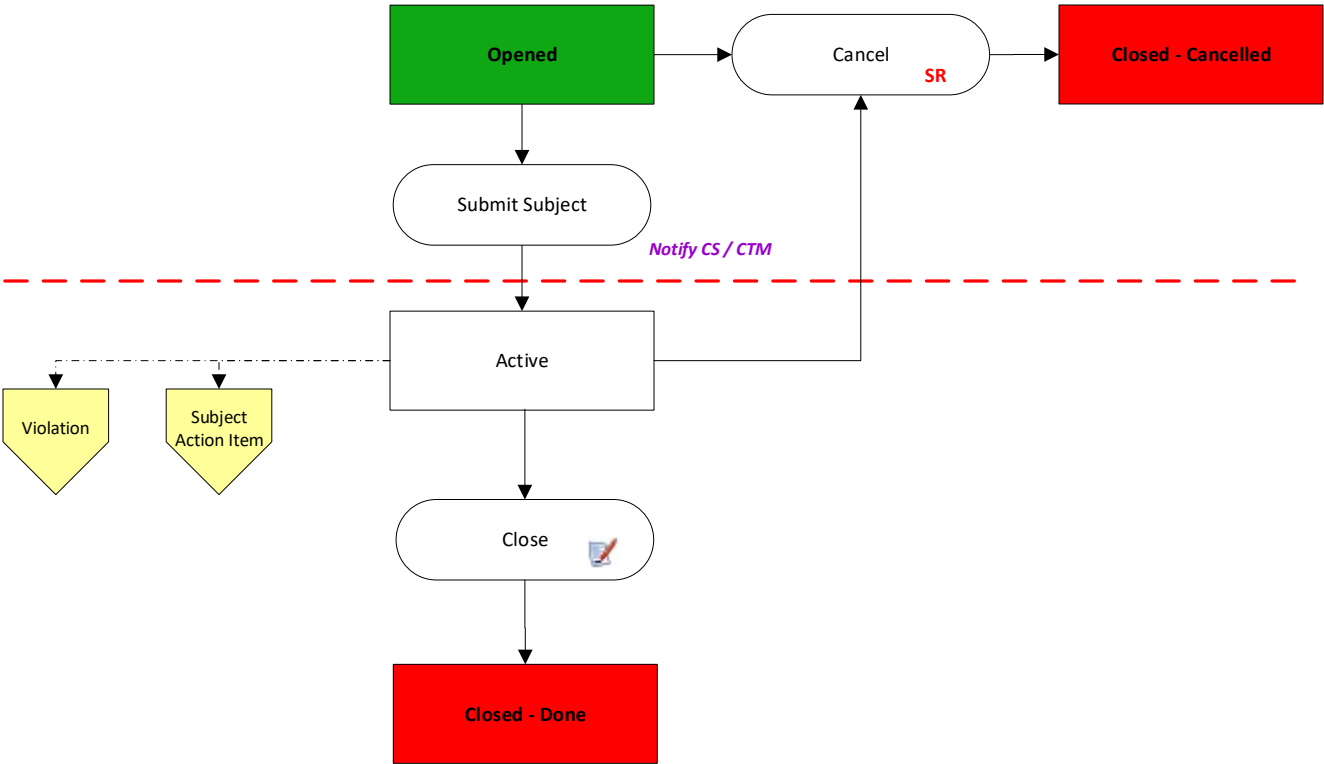 Opened
Cancel
SR
Closed - Cancelled
Submit Subject
Notify CS / CTM
Active
Violation
Subject
Action Item
Close
Closed - Done